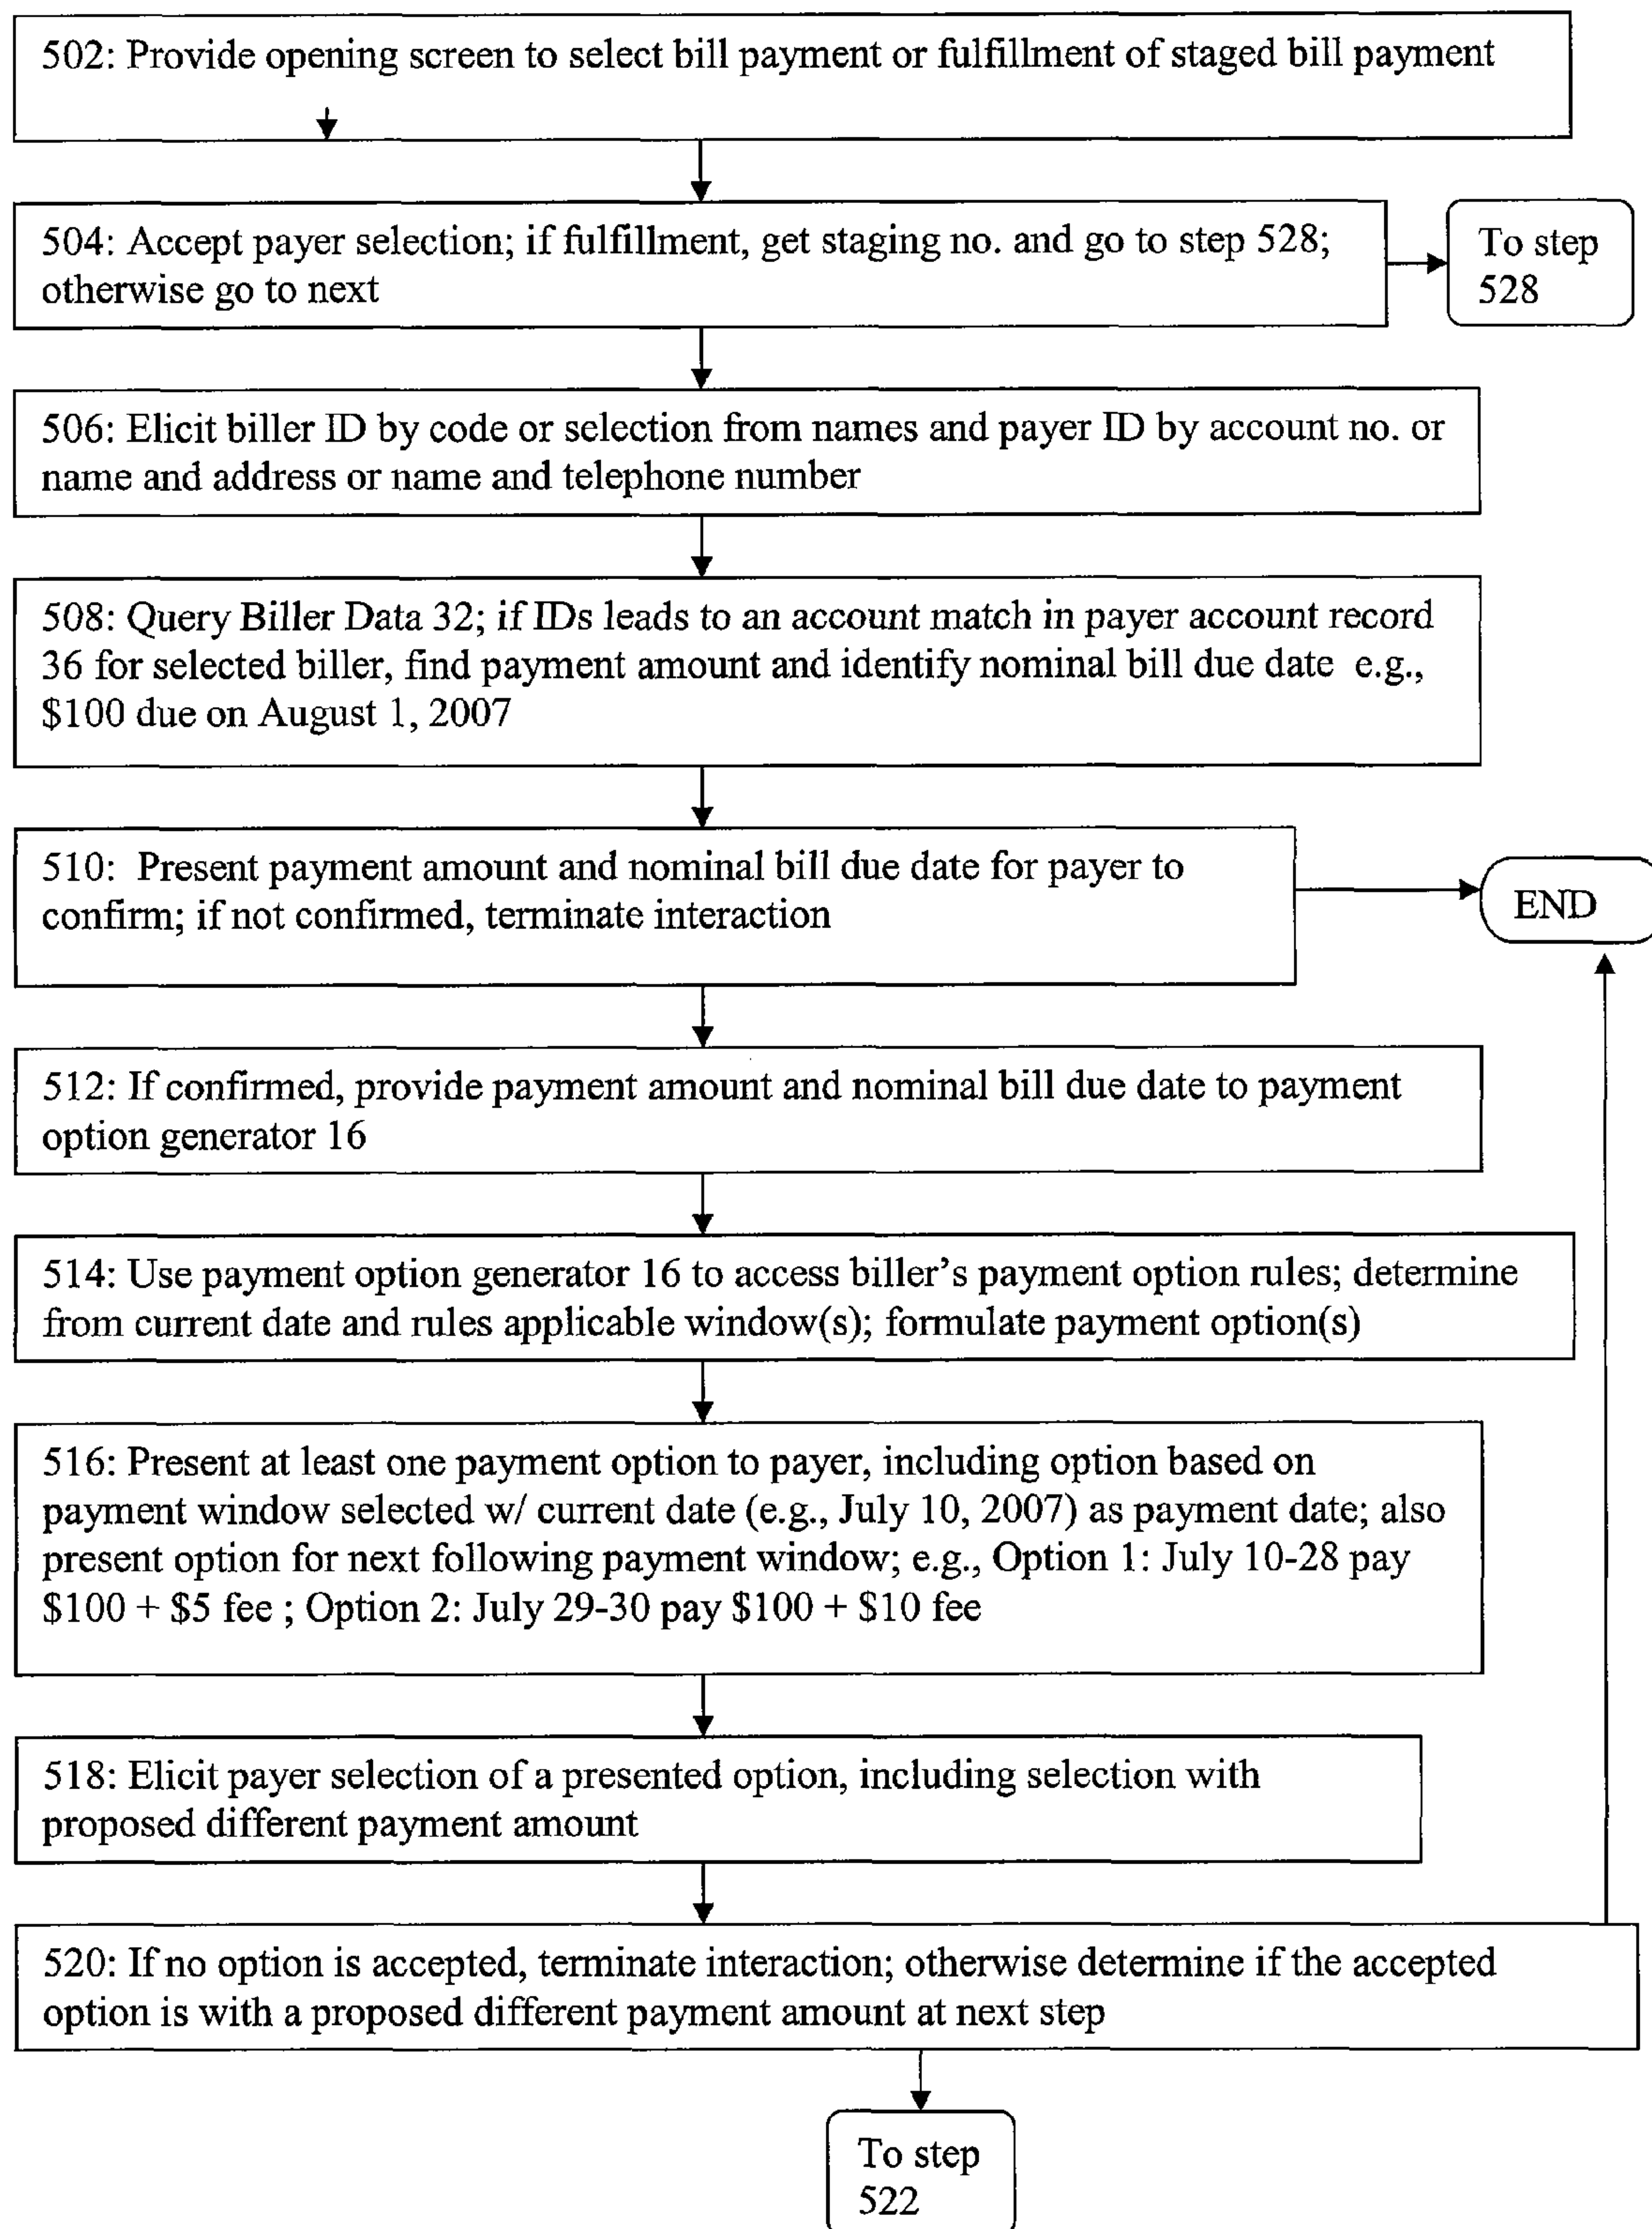 502: Provide opening screen to select bill payment or fulfillment of staged bill payment
504: Accept payer selection; if fulfillment, get staging no. and go to step 528;
otherwise go to next
To step
528
506: Elicit biller ID by code or selection from names and payer ID by account no. or
name and address or name and telephone number
508: Query Biller Data 32; if IDs leads to an account match in payer account record
36 for selected biller, find payment amount and identify nominal bill due date e.g.,
$100 due on August 1, 2007
510: Present payment amount and nominal bill due date for payer to
confirm; if not confirmed, terminate interaction
END
512: If confirmed, provide payment amount and nominal bill due date to payment
option generator 16
514: Use payment option generator 16 to access biller's payment option rules; determine
from current date and rules applicable window(s); formulate payment option(s)
516: Present at least one payment option to payer, including option based on
payment window selected w/ current date (e.g., July 10, 2007) as payment date; also
present option for next following payment window; e.g., Option 1: July 10-28 pay
$100 + $5 fee ; Option 2: July 29-30 pay $100 + $10 fee
518: Elicit payer selection of a presented option, including selection with
proposed different payment amount
520: If no option is accepted, terminate interaction; otherwise determine if the accepted
option is with a proposed different payment amount at next step
To step
522